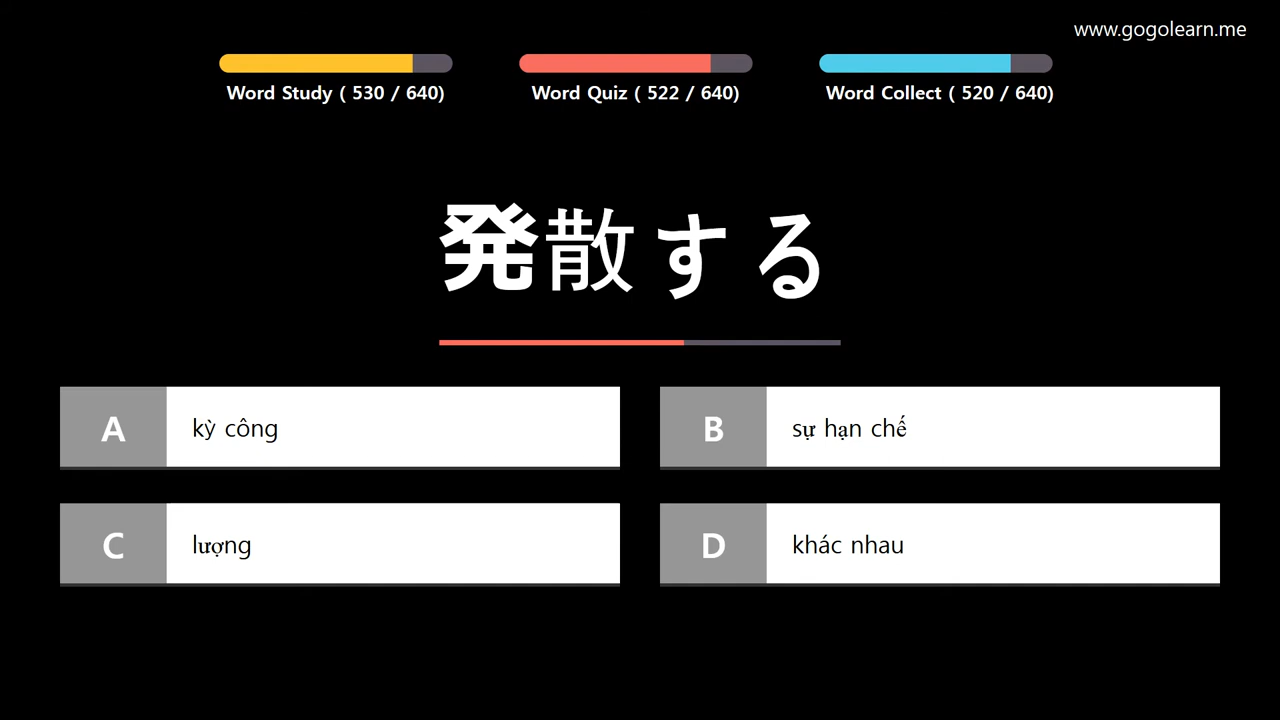 www.gogolearn.me
Word Study ( 530 / 640)
Word Quiz ( 522 / 640)
Word Collect ( 520 / 640)
発散する
A kỳ công
B sự hạn chế
C lượng
D khác nhau